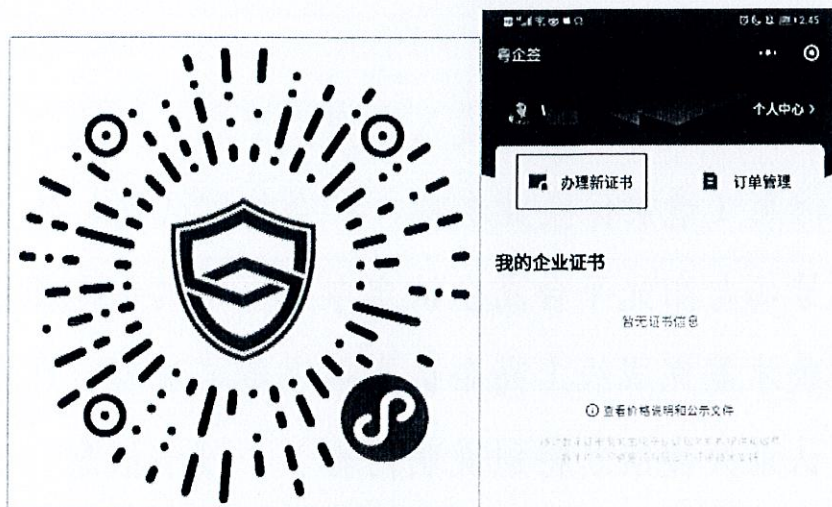 12:45
粤企签
个人中心 >
办理新证书
订单管理
我的企业证书
暂无证书信息
查看价格说明和公示文件